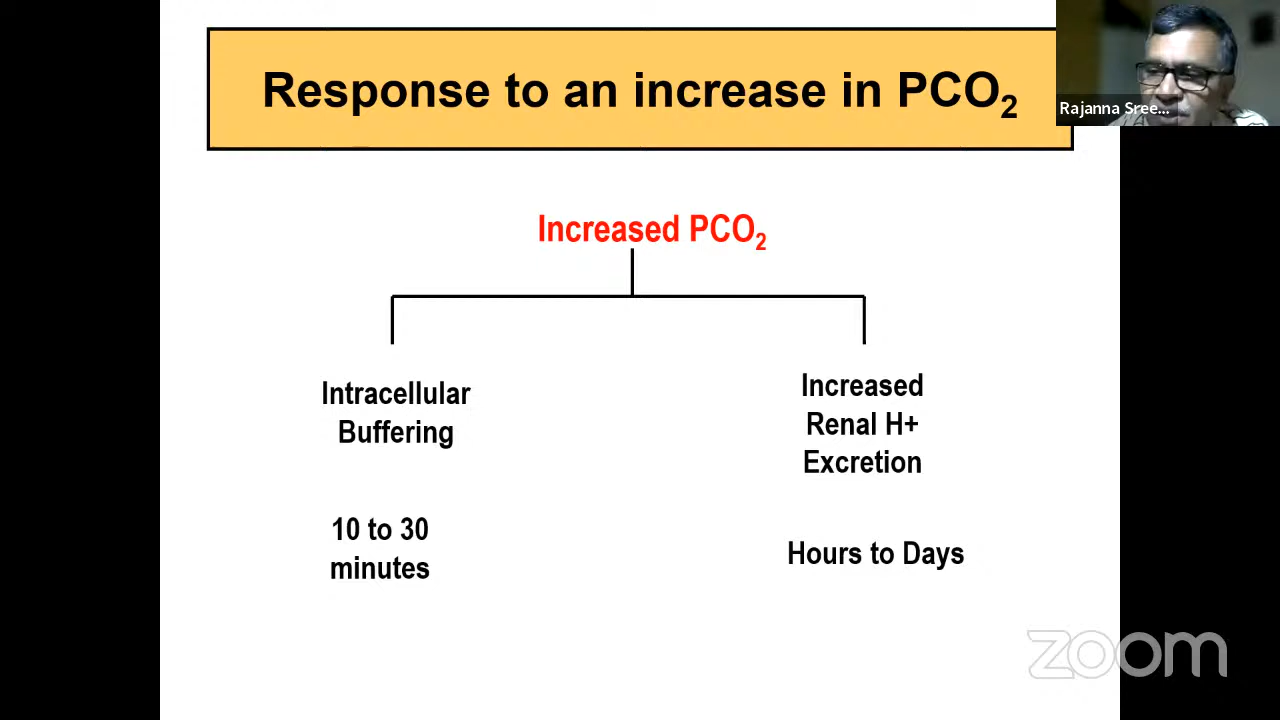 Response to an increase in PCO₂
Rajanna Sree...
Increased PCO₂
Intracellular
Buffering
Increased
Renal H+
Excretion
10 to 30
minutes
Hours to Days
zoom